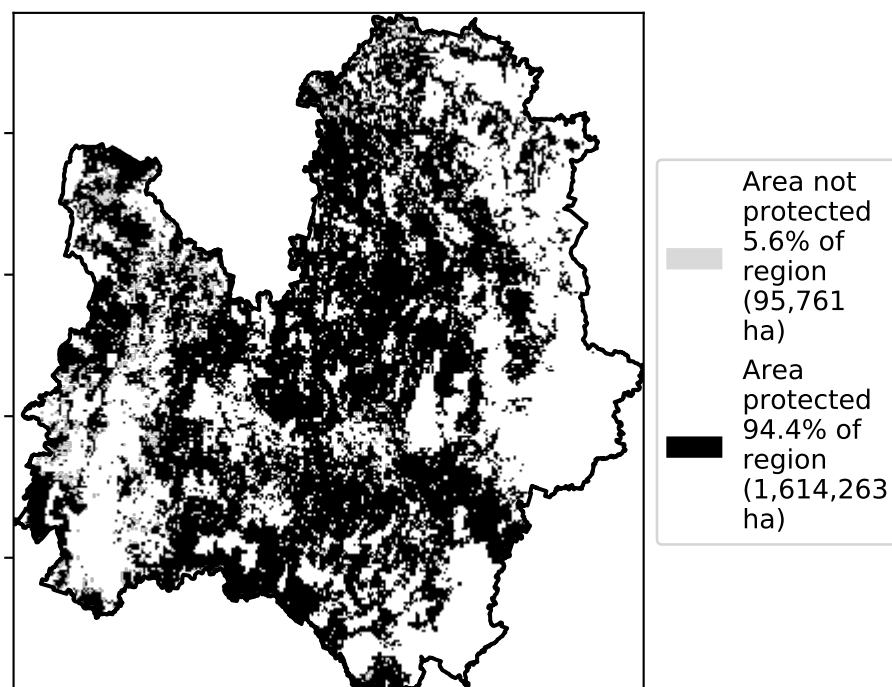 Area not
protected
5.6% of
region
(95,761
ha)
Area
protected
94.4% of
region
(1,614,263
ha)